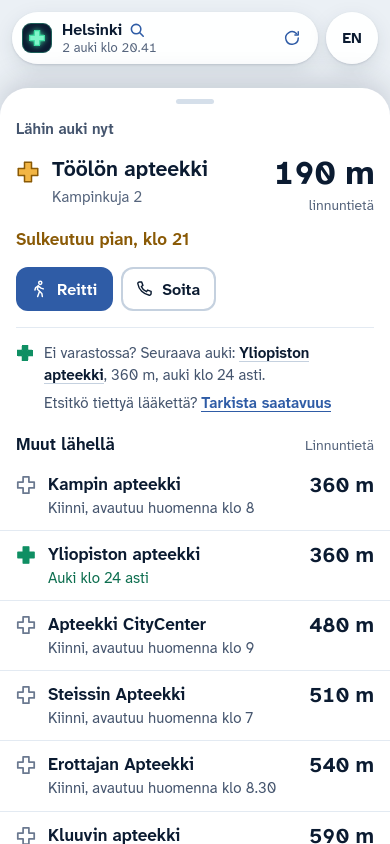 Helsinki
2 auki klo 20.41
EN
Lähin auki nyt
Töölön apteekki
190 m
Kampinkuja 2
linnuntietä
Sulkeutuu pian, klo 21
Reitti
Soita
Ei varastossa? Seuraava auki: Yliopiston
apteekki, 360 m, auki klo 24 asti.
Etsitkö tiettyä lääkettä? Tarkista saatavuus
Muut lähellä
Linnuntietä
Kampin apteekki
360 m
Kiinni, avautuu huomenna klo 8
Yliopiston apteekki
360 m
Auki klo 24 asti
Apteekki CityCenter
480 m
Kiinni, avautuu huomenna klo 9
Steissin Apteekki
510 m
Kiinni, avautuu huomenna klo 7
Erottajan Apteekki
540 m
Kiinni, avautuu huomenna klo 8.30
Kluuvin apteekki
590 m